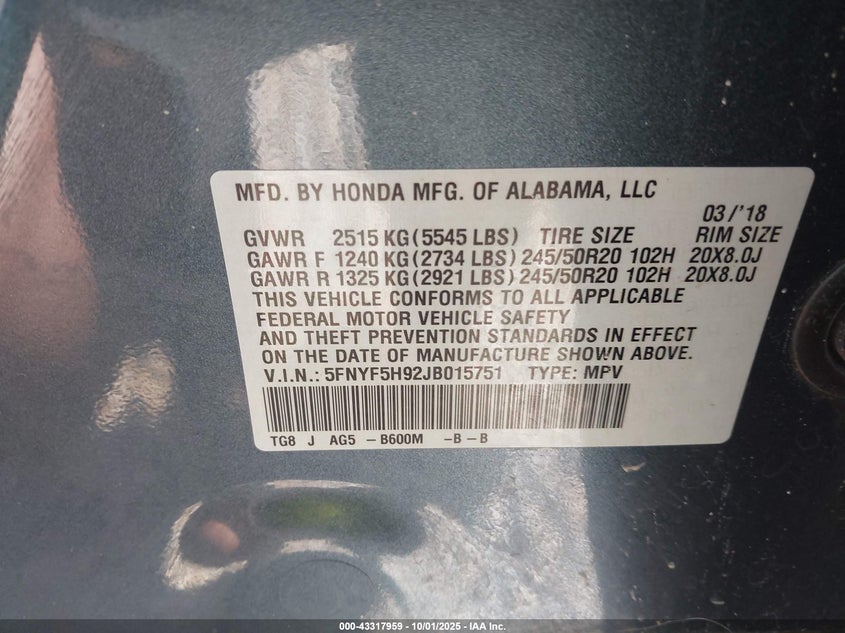 MFD. BY HONDA MFG. OF ALABAMA, LLC
03/'18
GVWR 2515 KG (5545 LBS) TIRE SIZE RIM SIZE
GAWR F 1240 KG (2734 LBS) 245/50R20 102H 20X8.0J
GAWR R 1325 KG (2921 LBS) 245/50R20 102H 20X8.0J
THIS VEHICLE CONFORMS TO ALL APPLICABLE
FEDERAL MOTOR VEHICLE SAFETY
AND THEFT PREVENTION STANDARDS IN EFFECT
ON THE DATE OF MANUFACTURE SHOWN ABOVE.
V.I.N.: 5FNYF5H92JB015751 TYPE: MPV
TG8 J AG5 -B600M -B-B
000-43317959 - 10/01/2025 - IAA Inc.